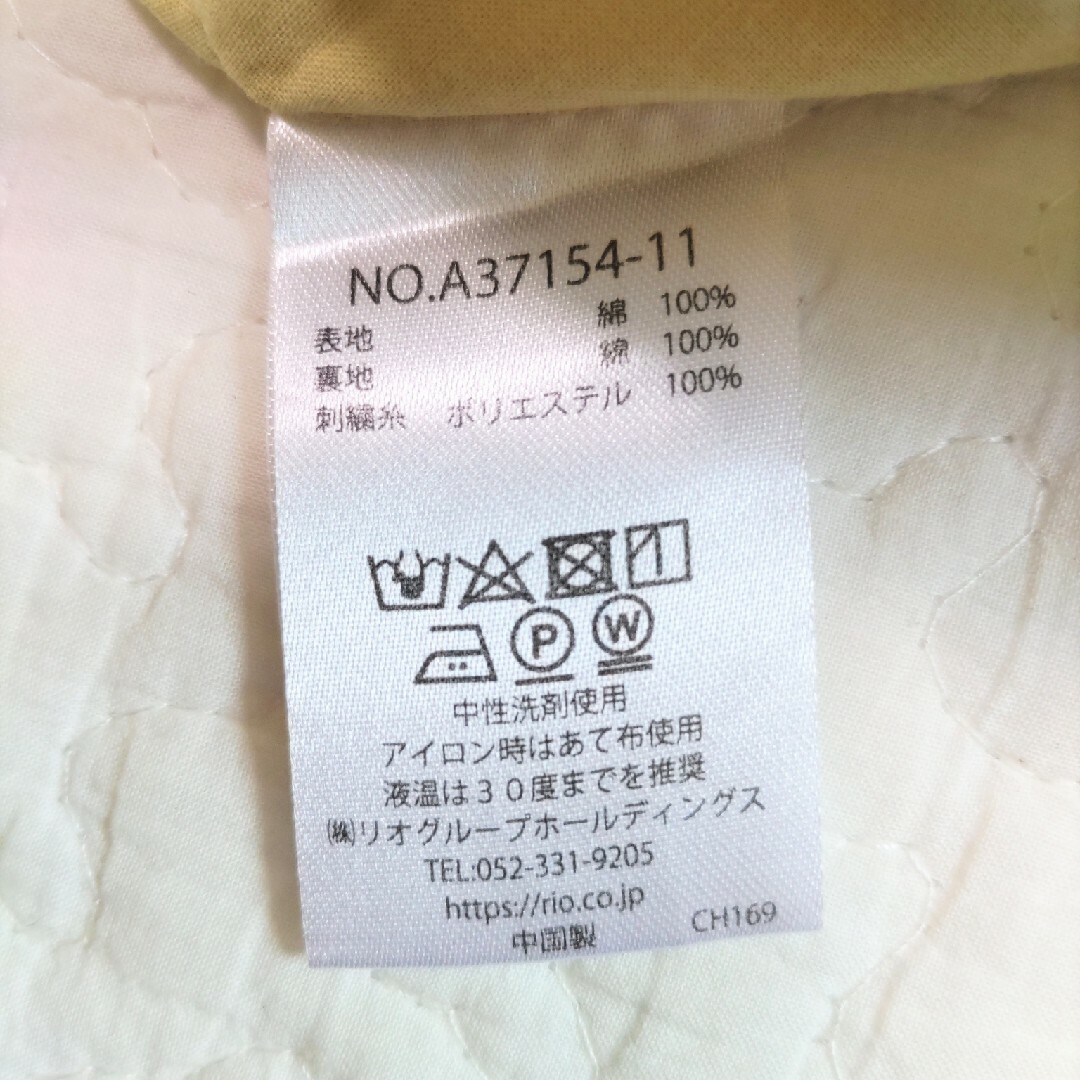 NO.A37154-11
表地 綿 100%
裏地 綿 100%
刺繍糸 ポリエステル 100%
P W
中性洗剤使用
アイロン時はあて布使用
液温は30度までを推奨
㈱リオグループホールディングス
TEL:052-331-9205
https://rio.co.jp
中国製 CH169